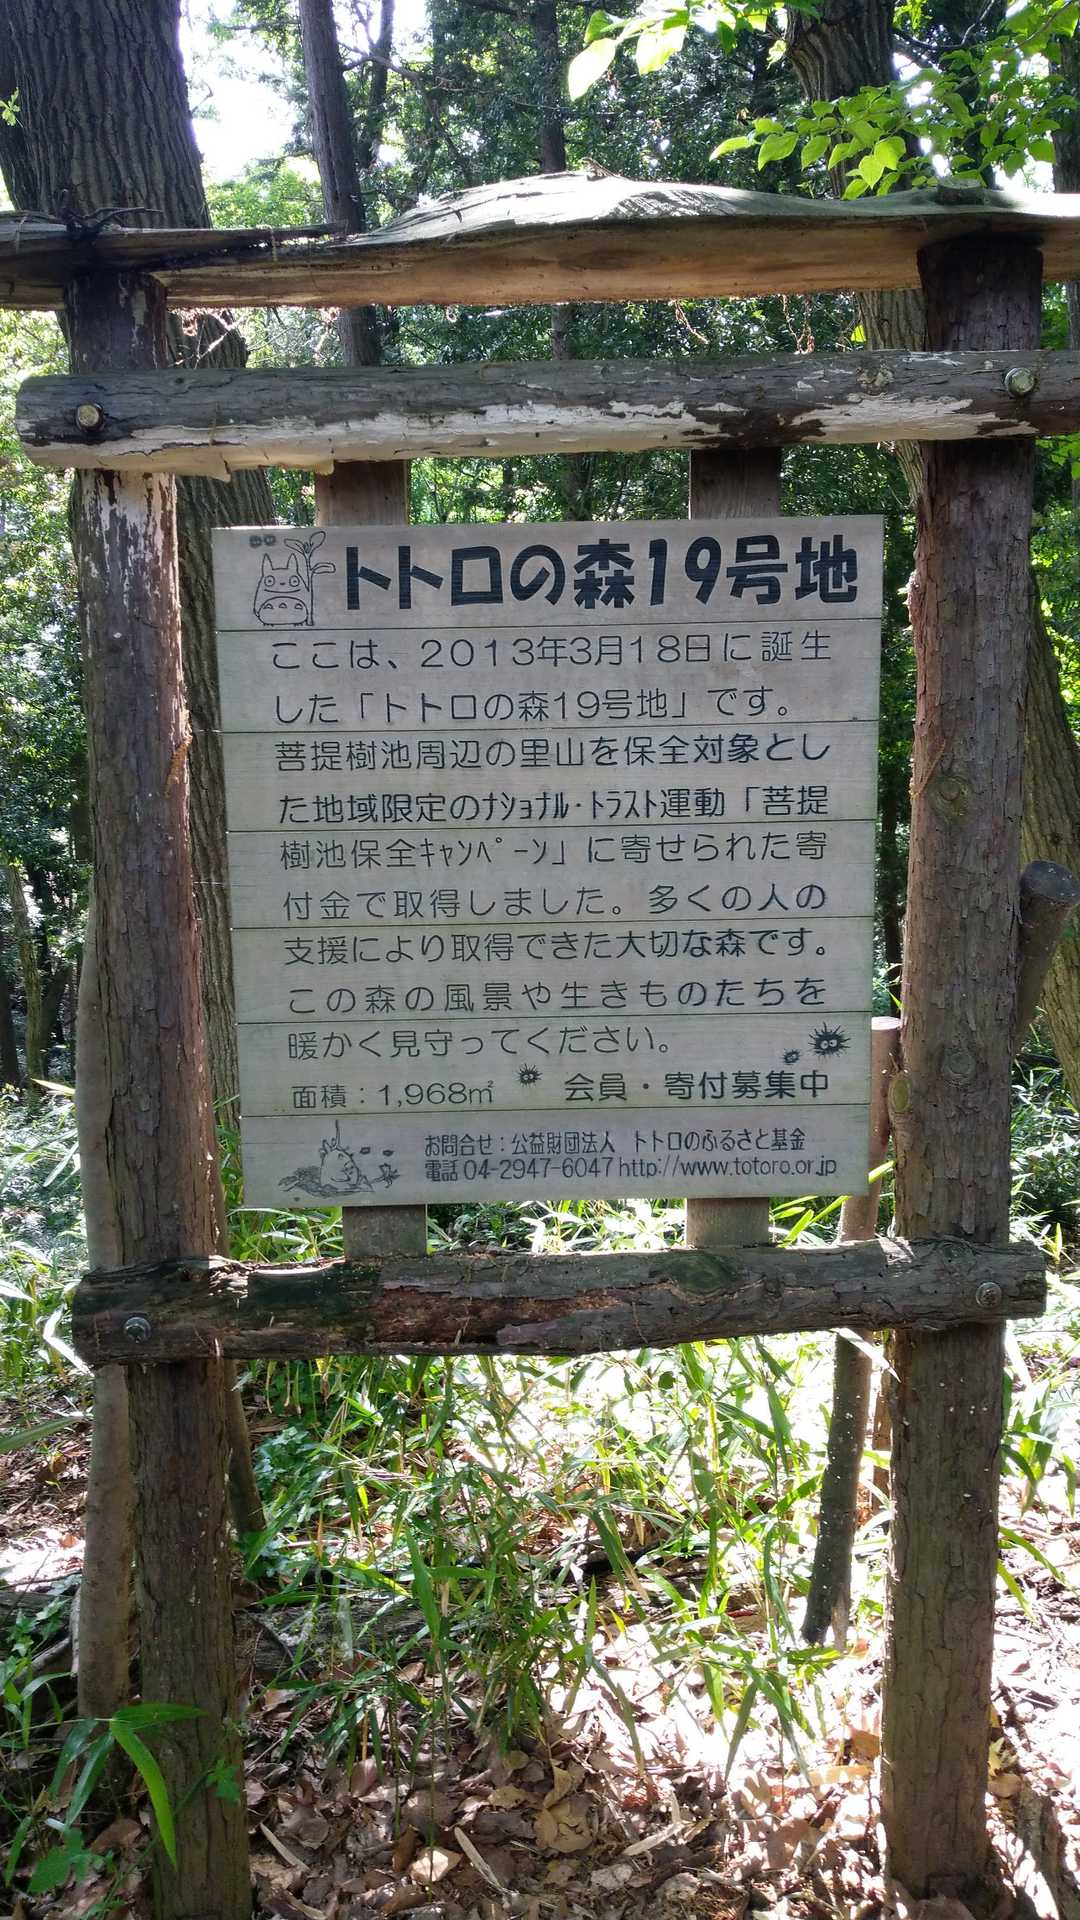 トトロの森19号地
ここは、2013年3月18日に誕生
した「トトロの森19号地」です。
菩提樹池周辺の里山を保全対象とし
た地域限定のﾅｼｮﾅﾙ・ﾄﾗｽﾄ運動「菩提
樹池保全ｷｬﾝﾍﾟｰﾝ」に寄せられた寄
付金で取得しました。多くの人の
支援により取得できた大切な森です。
この森の風景や生きものたちを
暖かく見守ってください。
面積：1,968㎡ 会員・寄付募集中
お問合せ：公益財団法人 トトロのふるさと基金
電話04-2947-6047 http://www.totoro.or.jp